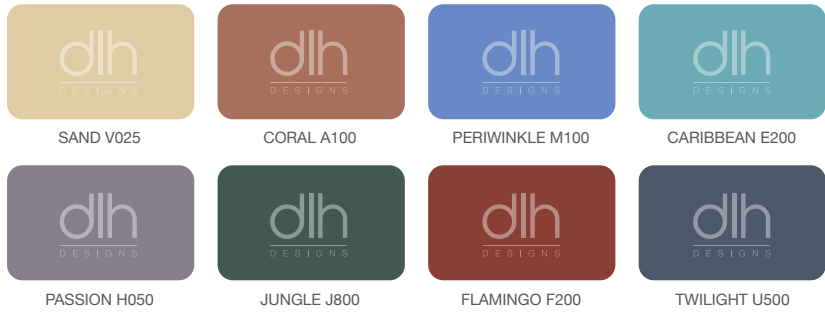 dlh dlh dlh dlh
DESIGNS DESIGNS DESIGNS DESIGNS
SAND V025 CORAL A100 PERIWINKLE M100 CARIBBEAN E200
dlh dlh dlh dlh
DESIGNS DESIGNS DESIGNS DESIGNS
PASSION H050 JUNGLE J800 FLAMINGO F200 TWILIGHT U500